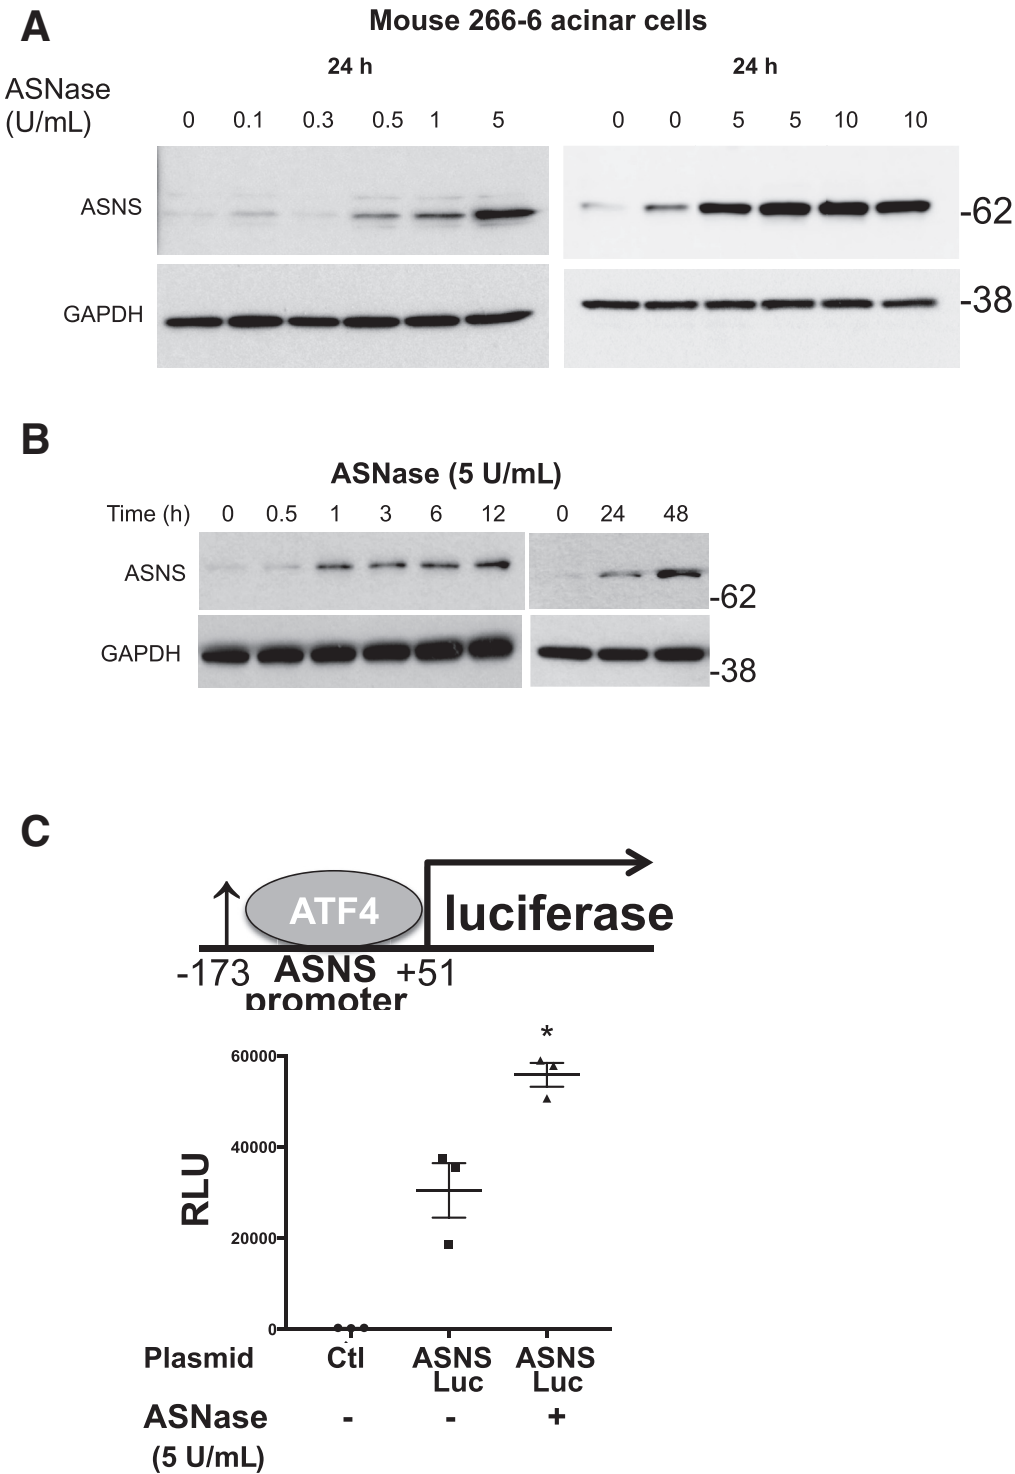 A
Mouse 266-6 acinar cells
24 h 24 h
ASNase
(U/mL) 0 0.1 0.3 0.5 1 5 0 0 5 5 10 10
ASNS -62
GAPDH -38
B
ASNase (5 U/mL)
Time (h) 0 0.5 1 3 6 12 0 24 48
ASNS
-62
GAPDH
-38
C
ATF4 luciferase
-173 ASNS +51
promoter
*
60000
40000
RLU
20000
0
Plasmid Ctl ASNS ASNS
Luc Luc
ASNase - - +
(5 U/mL)